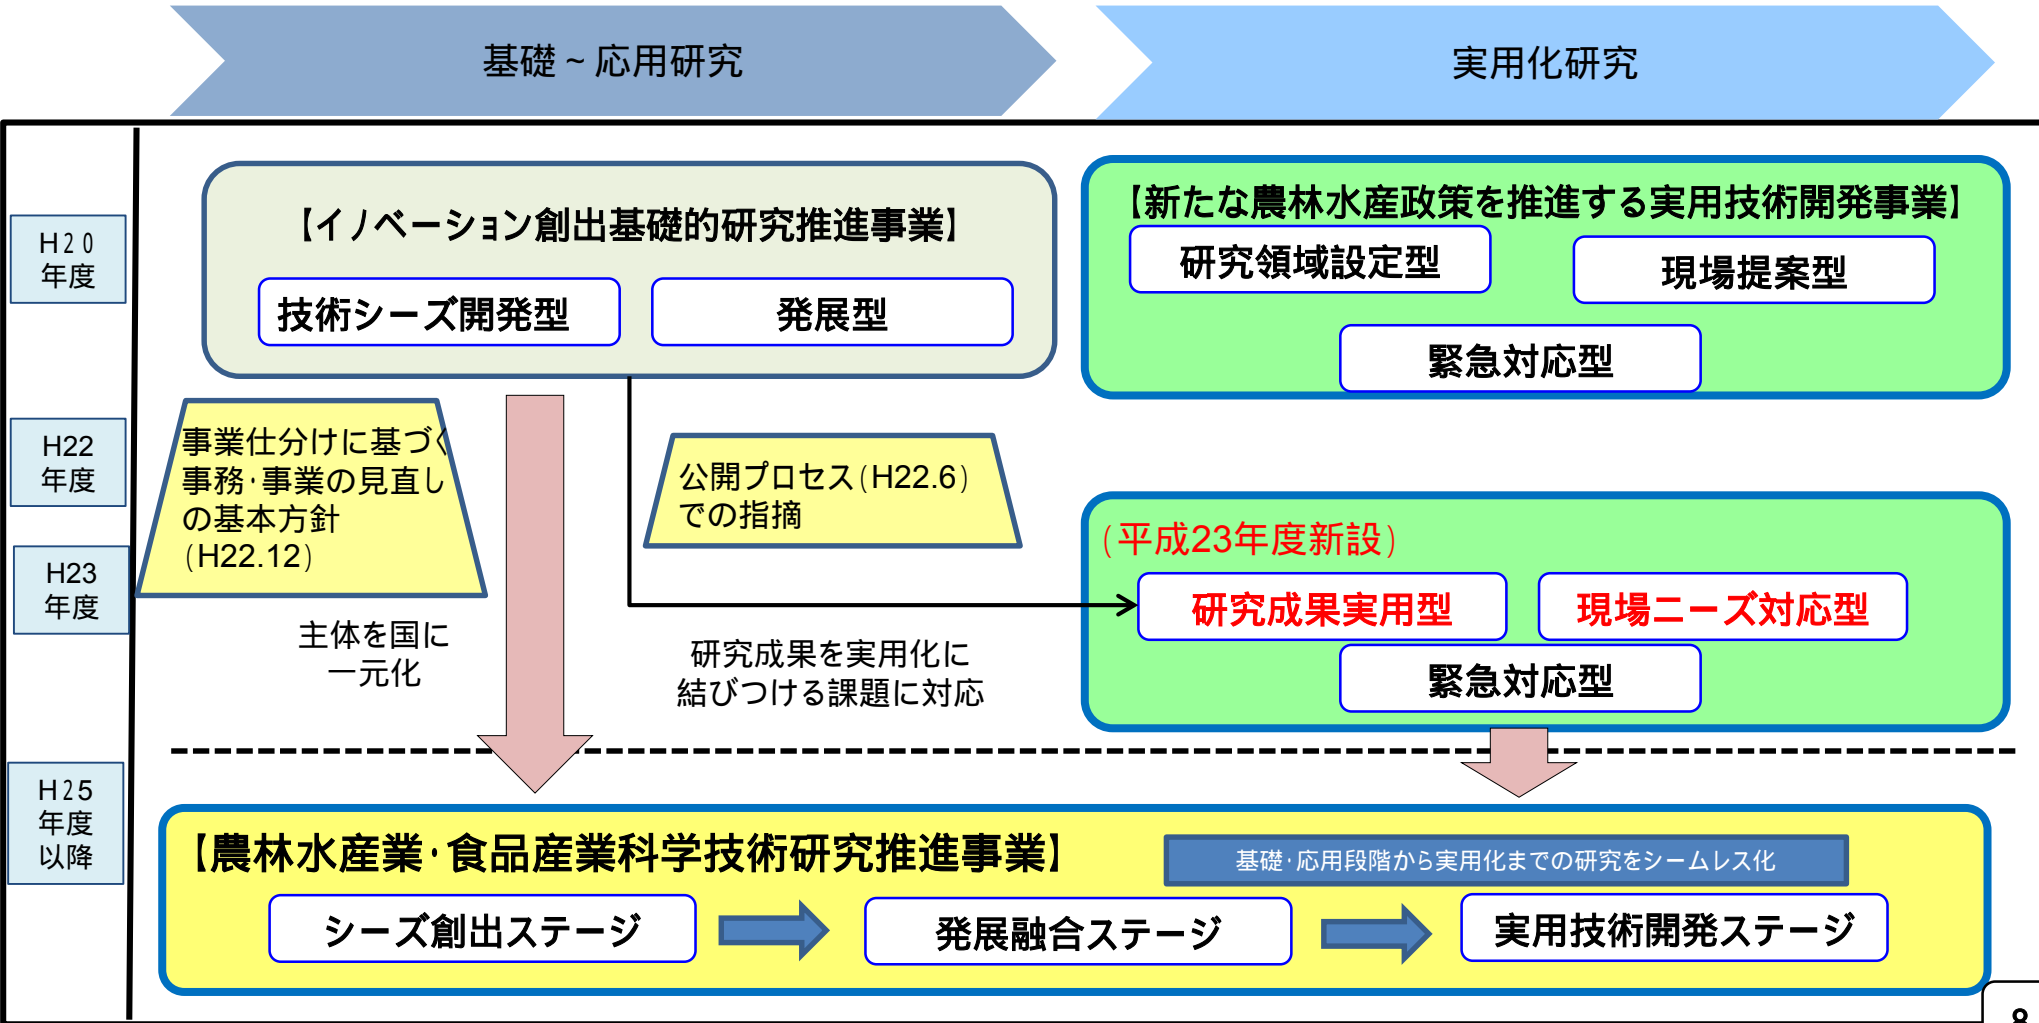 基礎～応用研究
実用化研究
H20
年度
【イノベーション創出基礎的研究推進事業】
技術シーズ開発型
発展型
【新たな農林水産政策を推進する実用技術開発事業】
研究領域設定型
現場提案型
緊急対応型
H22
年度
事業仕分けに基づく
事務・事業の見直し
の基本方針
(H22.12)
公開プロセス(H22.6)
での指摘
H23
年度
(平成23年度新設)
研究成果実用型
現場ニーズ対応型
緊急対応型
主体を国に
一元化
研究成果を実用化に
結びつける課題に対応
H25
年度
以降
【農林水産業・食品産業科学技術研究推進事業】
基礎・応用段階から実用化までの研究をシームレス化
シーズ創出ステージ
発展融合ステージ
実用技術開発ステージ
8